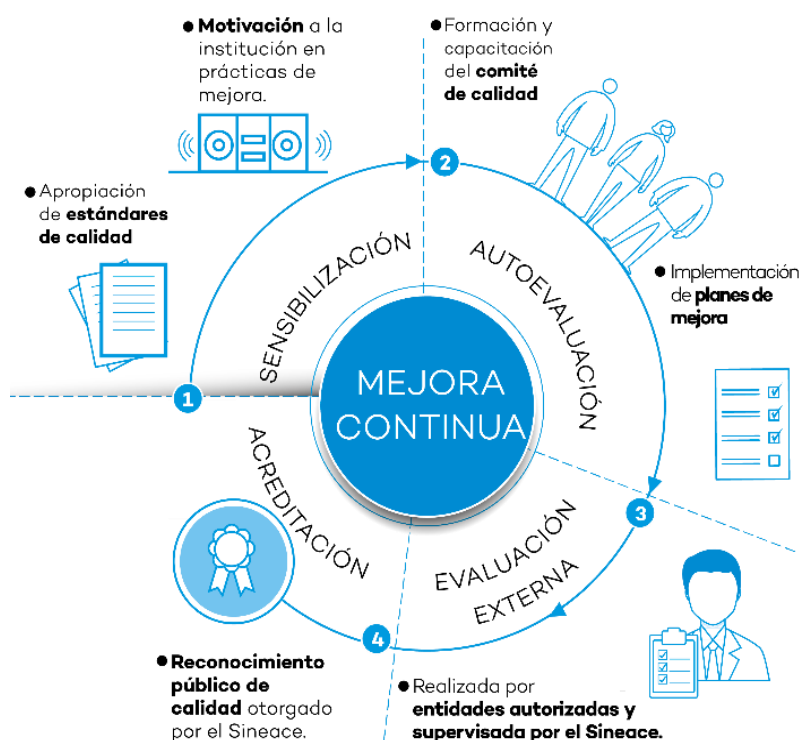 ● Motivación a la
institución en
prácticas de
mejora.
● Formación y
capacitación
del comité
de calidad
● Apropiación
de estándares
de calidad
● Implementación
de planes de
mejora
1
SENSIBILIZACIÓN
2
AUTOEVALUACIÓN
MEJORA
CONTINUA
3
EVALUACIÓN
EXTERNA
4
ACREDITACIÓN
● Reconocimiento
público de
calidad otorgado
por el Sineace.
● Realizada por
entidades autorizadas y
supervisada por el Sineace.